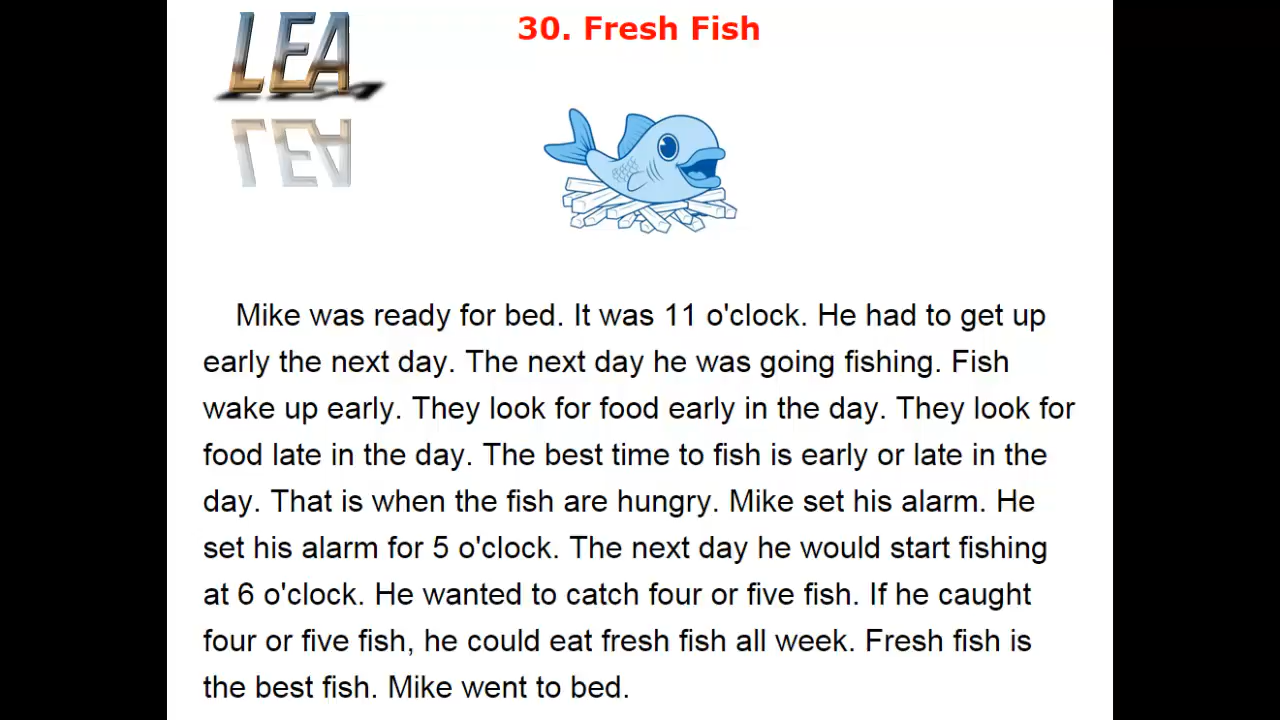 LEA
30. Fresh Fish
Mike was ready for bed. It was 11 o'clock. He had to get up
early the next day. The next day he was going fishing. Fish
wake up early. They look for food early in the day. They look for
food late in the day. The best time to fish is early or late in the
day. That is when the fish are hungry. Mike set his alarm. He
set his alarm for 5 o'clock. The next day he would start fishing
at 6 o'clock. He wanted to catch four or five fish. If he caught
four or five fish, he could eat fresh fish all week. Fresh fish is
the best fish. Mike went to bed.